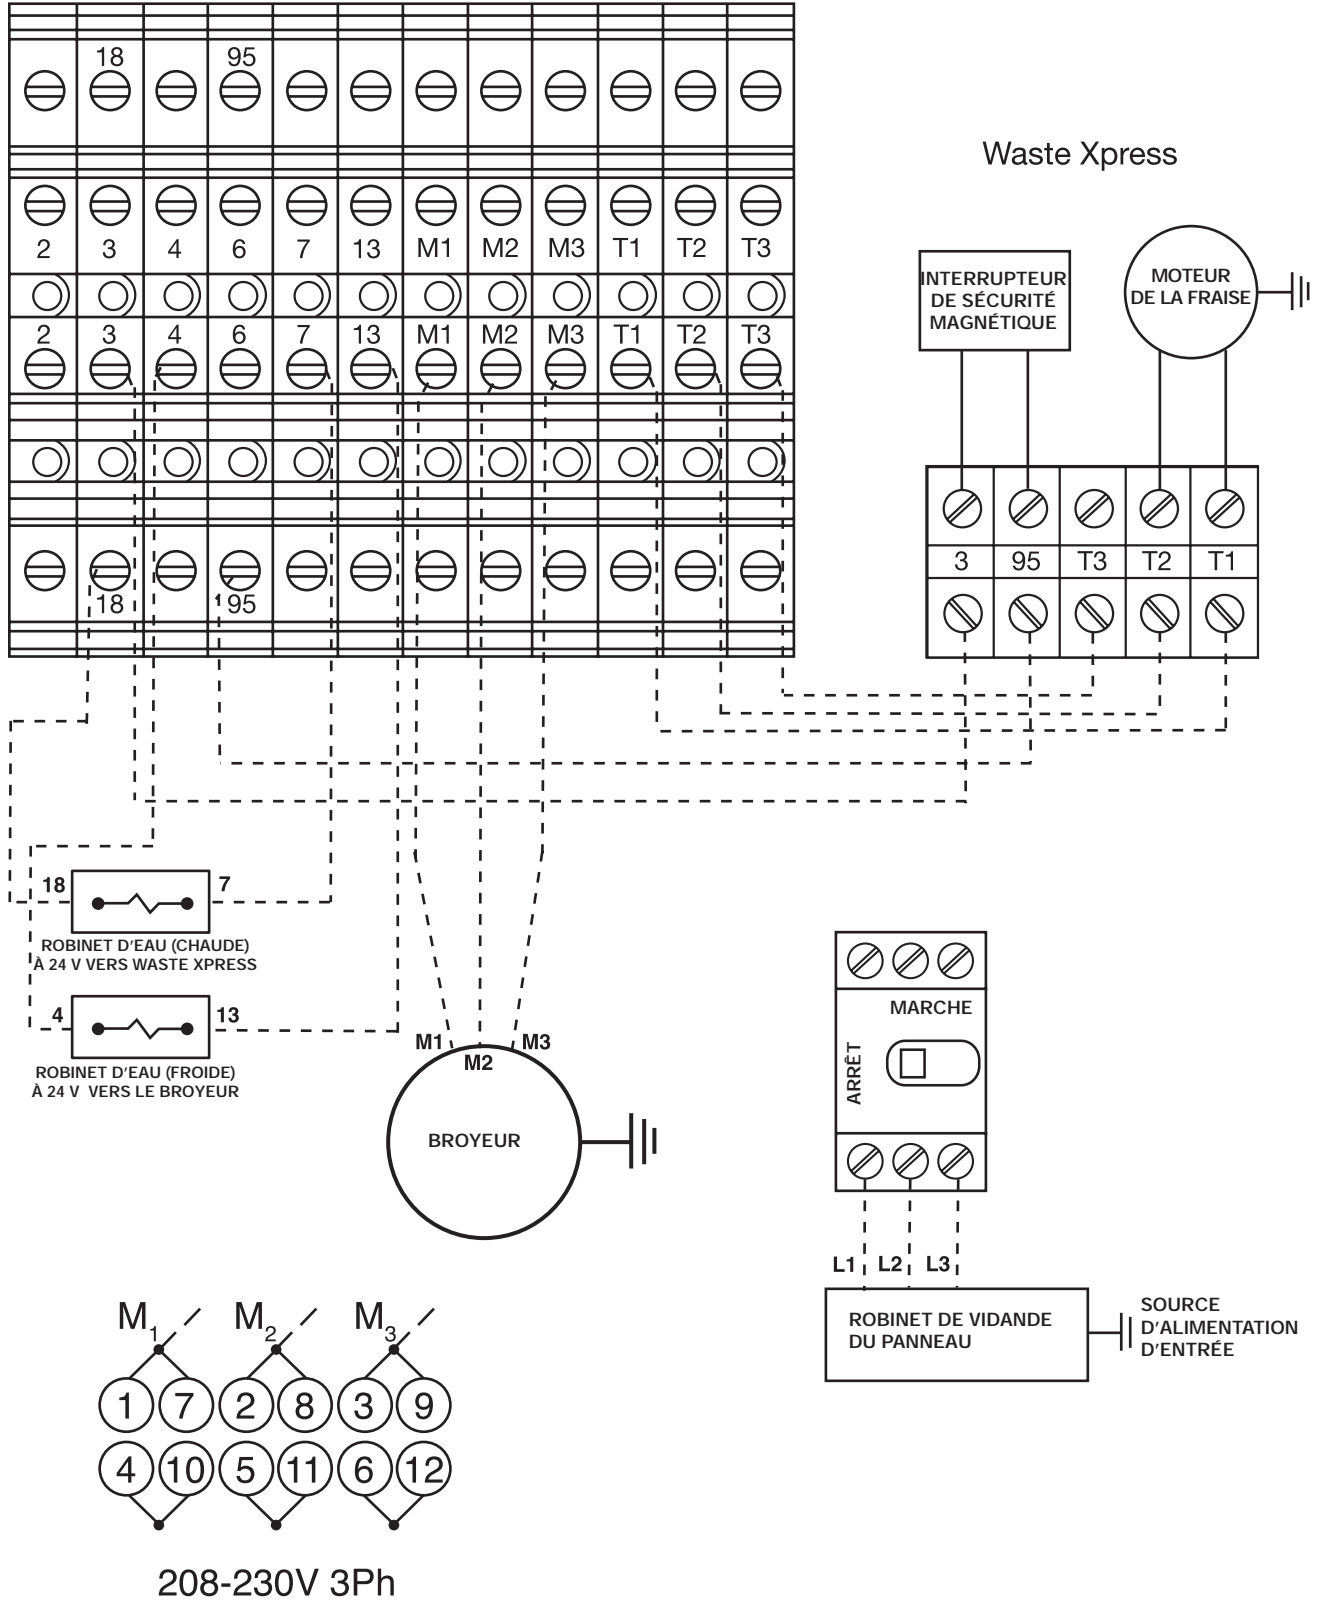 18 95
Waste Xpress
2 3 4 6 7 13 M1 M2 M3 T1 T2 T3
INTERRUPTEUR
DE SÉCURITÉ
MAGNÉTIQUE
MOTEUR
DE LA FRAISE
2 3 4 6 7 13 M1 M2 M3 T1 T2 T3
3 95 T3 T2 T1
18 95
18 7
ROBINET D'EAU (CHAUDE)
À 24 V VERS WASTE XPRESS
4 13
ROBINET D'EAU (FROIDE)
À 24 V VERS LE BROYEUR
M1 M2 M3
BROYEUR
MARCHE
ARRÊT
L1 L2 L3
ROBINET DE VIDANDE
DU PANNEAU
SOURCE
D'ALIMENTATION
D'ENTRÉE
M1 M2 M3
1 7 2 8 3 9
4 10 5 11 6 12
208-230V 3Ph